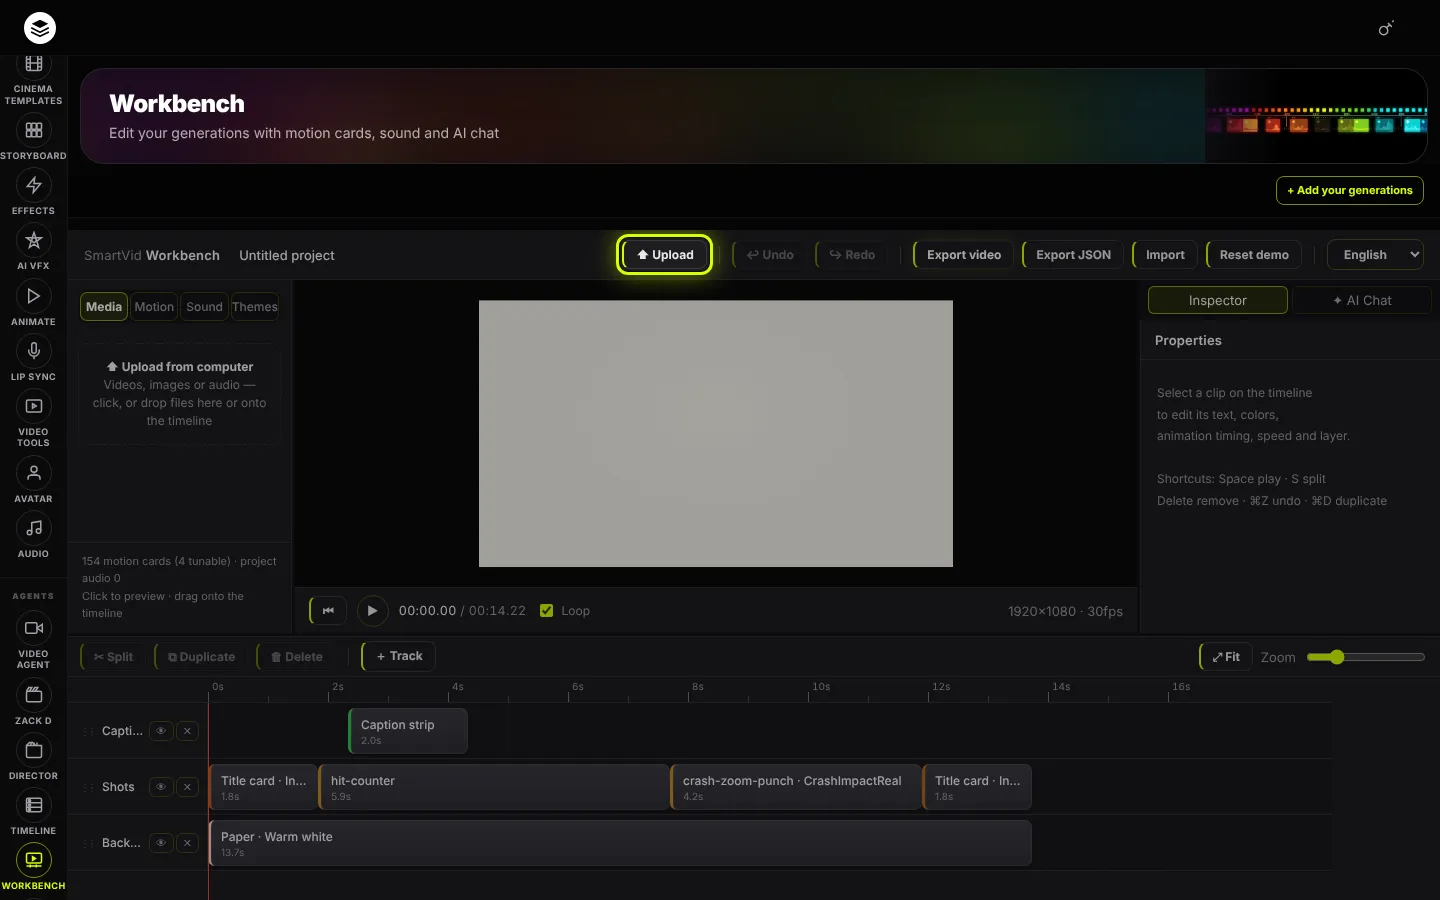 Workbench
Edit your generations with motion cards, sound and AI chat
+ Add your generations
CINEMA
TEMPLATES
STORYBOARD
EFFECTS
AI VFX
ANIMATE
LIP SYNC
VIDEO
TOOLS
AVATAR
AUDIO
AGENTS
VIDEO
AGENT
ZACK D
DIRECTOR
TIMELINE
WORKBENCH
SmartVid Workbench
Untitled project
Upload
Undo
Redo
Export video
Export JSON
Import
Reset demo
English
Media
Motion
Sound
Themes
Upload from computer
Videos, images or audio —
click, or drop files here or onto
the timeline
154 motion cards (4 tunable) · project
audio 0
Click to preview · drag onto the
timeline
00:00.00 / 00:14.22
Loop
1920×1080 · 30fps
Inspector
✦ AI Chat
Properties
Select a clip on the timeline
to edit its text, colors,
animation timing, speed and layer.
Shortcuts: Space play · S split
Delete remove · ⌘Z undo · ⌘D duplicate
Split
Duplicate
Delete
+ Track
Fit
Zoom
0s
2s
4s
6s
8s
10s
12s
14s
16s
Capti...
Caption strip
2.0s
Shots
Title card · In...
1.8s
hit-counter
5.9s
crash-zoom-punch · CrashImpactReal
4.2s
Title card · In...
1.8s
Back...
Paper · Warm white
13.7s